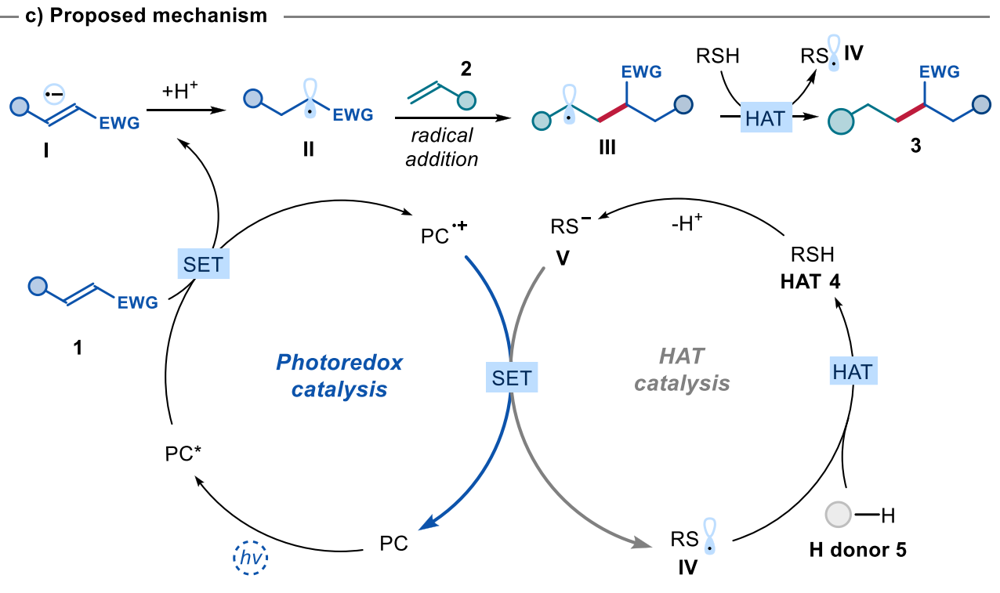 c) Proposed mechanism
•−
EWG
I
+H⁺
EWG
II
2
radical
addition
EWG
III
RSH
RS• IV
HAT
EWG
3
SET
EWG
1
PC•+
RS−
V
-H⁺
RSH
HAT 4
Photoredox
catalysis
SET
HAT
catalysis
HAT
PC*
hv
PC
RS•
IV
H
H donor 5